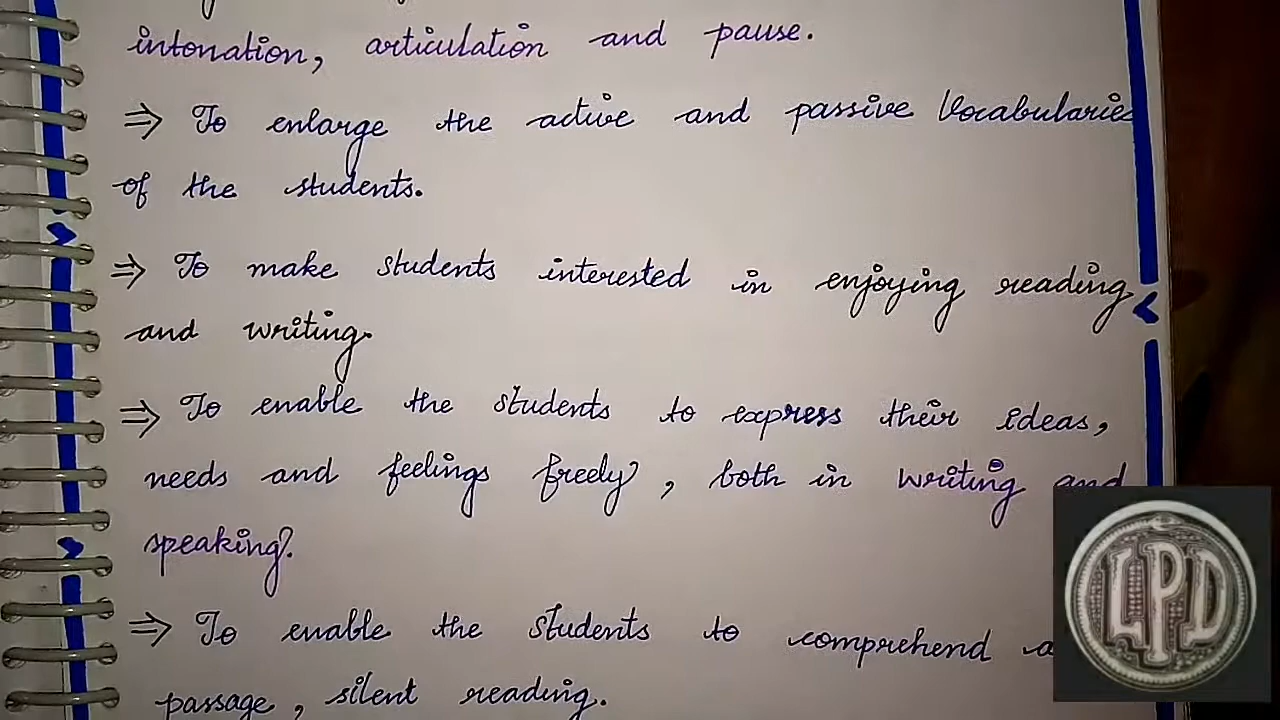 intonation, articulation and pause.
⇒ To enlarge the active and passive Vocabularies
of the students.
⇒ To make students interested in enjoying reading
and writing.
⇒ To enable the students to express their ideas,
needs and feelings freely, both in writing and
speaking.
⇒ To enable the students to comprehend
passage, silent reading.
LPD